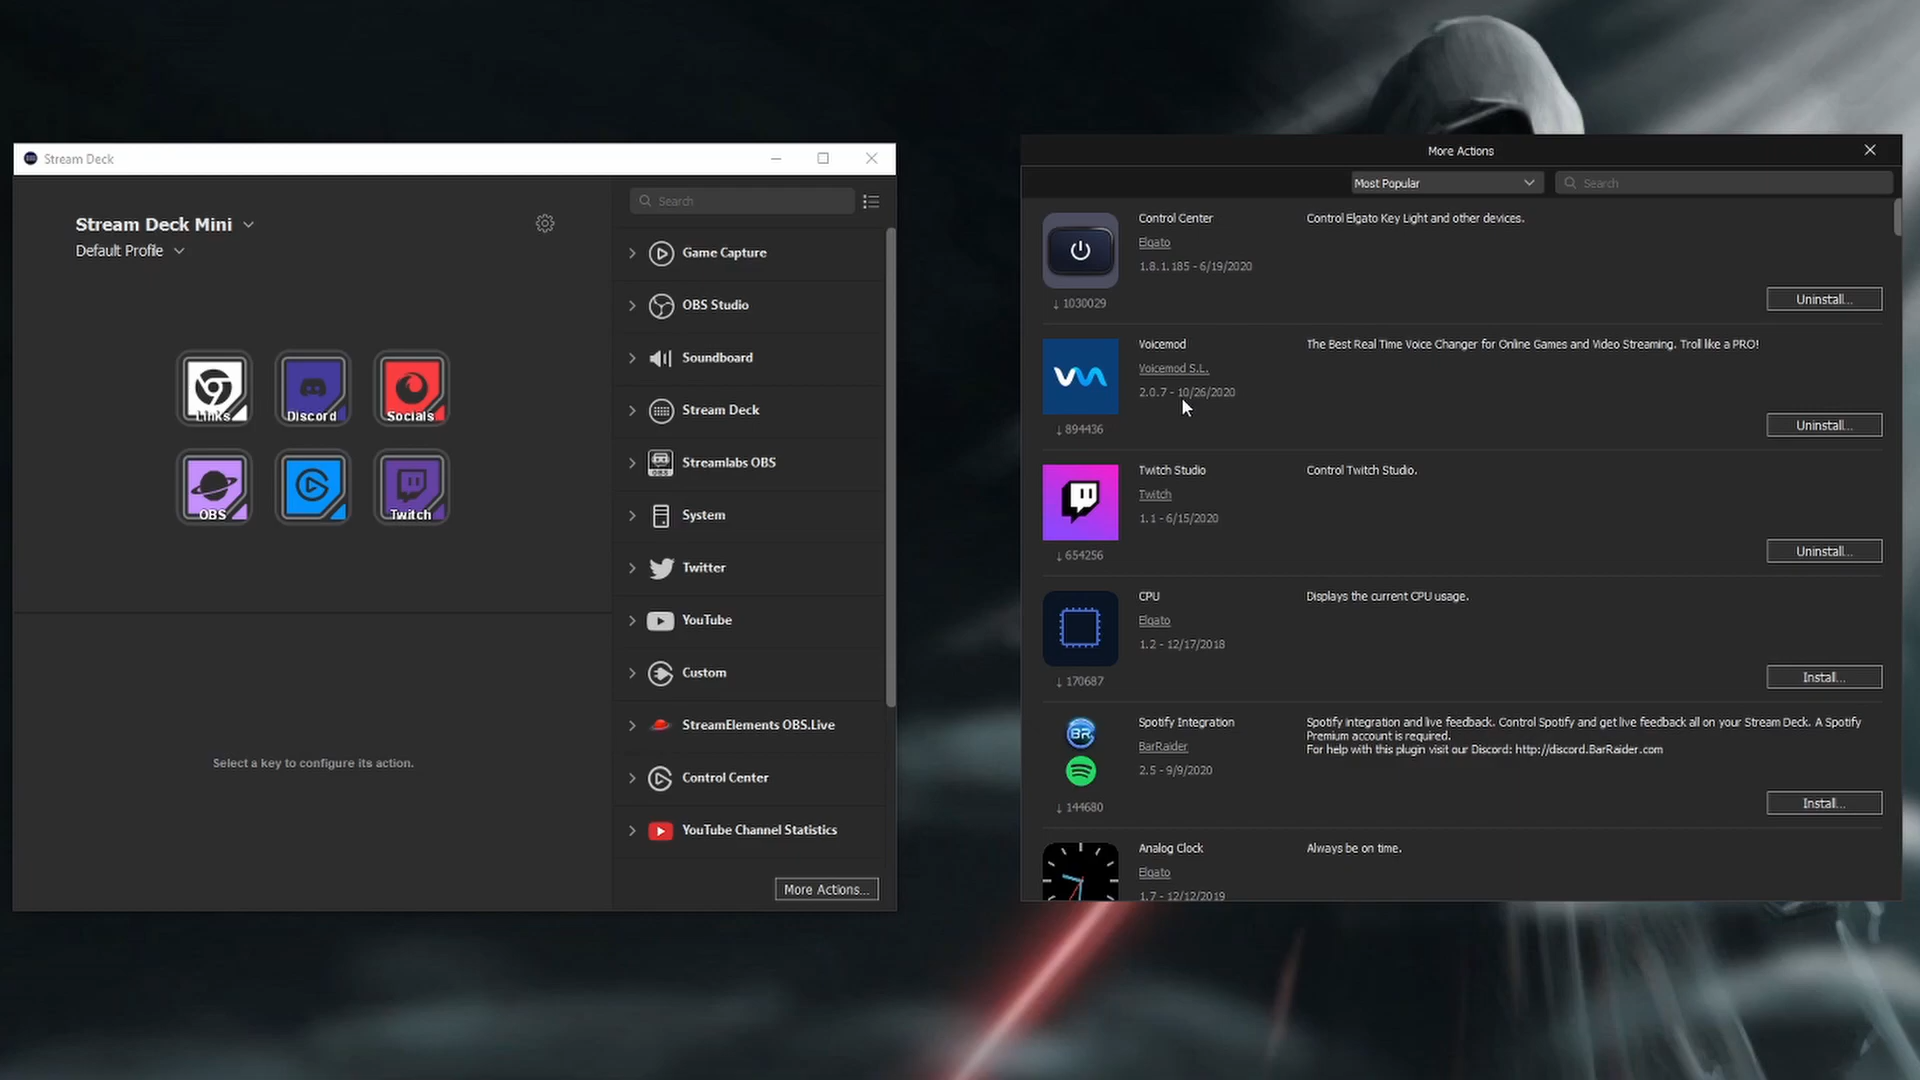 Stream Deck
Stream Deck Mini
Default Profile
Links
Discord
Socials
OBS
Twitch
Select a key to configure its action.
Search
Game Capture
OBS Studio
Soundboard
Stream Deck
Streamlabs OBS
System
Twitter
YouTube
Custom
StreamElements OBS.Live
Control Center
YouTube Channel Statistics
More Actions...
More Actions
Most Popular
Search
Control Center
Control Elgato Key Light and other devices.
Elgato
1.8.1.185 - 6/19/2020
↓ 1030029
Uninstall...
Voicemod
The Best Real Time Voice Changer for Online Games and Video Streaming. Troll like a PRO!
Voicemod S.L.
2.0.7 - 10/26/2020
↓ 894436
Uninstall...
Twitch Studio
Control Twitch Studio.
Twitch
1.1 - 6/15/2020
↓ 654256
Uninstall...
CPU
Displays the current CPU usage.
Elgato
1.2 - 12/17/2018
↓ 170687
Install...
BR
Spotify Integration
Spotify integration and live feedback. Control Spotify and get live feedback all on your Stream Deck. A Spotify
Premium account is required.
For help with this plugin visit our Discord: http://discord.BarRaider.com
BarRaider
2.5 - 9/9/2020
↓ 144680
Install...
Analog Clock
Always be on time.
Elgato
1.7 - 12/12/2019